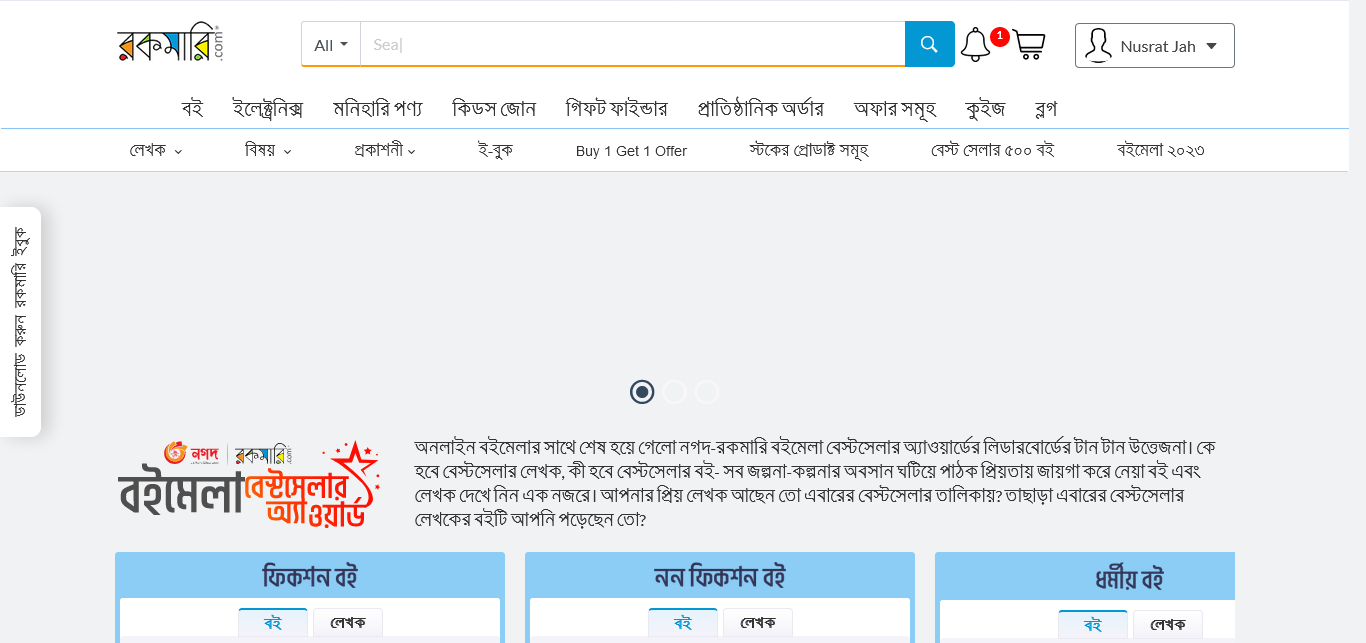 রকমারি.com
All
Sea|
1
Nusrat Jah
বই ইলেক্ট্রনিক্স মনিহারি পণ্য কিডস জোন গিফট ফাইন্ডার প্রাতিষ্ঠানিক অর্ডার অফার সমূহ কুইজ ব্লগ
লেখক বিষয় প্রকাশনী ই-বুক Buy 1 Get 1 Offer স্টকের প্রোডাক্ট সমূহ বেস্ট সেলার ৫০০ বই বইমেলা ২০২৩
ডাউনলোড করুন রকমারি ইবুক
নগদ রকমারি.com
বইমেলা বেস্টসেলার
অ্যাওয়ার্ড
অনলাইন বইমেলার সাথে শেষ হয়ে গেলো নগদ-রকমারি বইমেলা বেস্টসেলার অ্যাওয়ার্ডের লিডারবোর্ডের টান টান উত্তেজনা। কে
হবে বেস্টসেলার লেখক, কী হবে বেস্টসেলার বই- সব জল্পনা-কল্পনার অবসান ঘটিয়ে পাঠক প্রিয়তায় জায়গা করে নেয়া বই এবং
লেখক দেখে নিন এক নজরে। আপনার প্রিয় লেখক আছেন তো এবারের বেস্টসেলার তালিকায়? তাছাড়া এবারের বেস্টসেলার
লেখকের বইটি আপনি পড়েছেন তো?
ফিকশন বই
বই লেখক
নন ফিকশন বই
বই লেখক
ধর্মীয় বই
বই লেখক